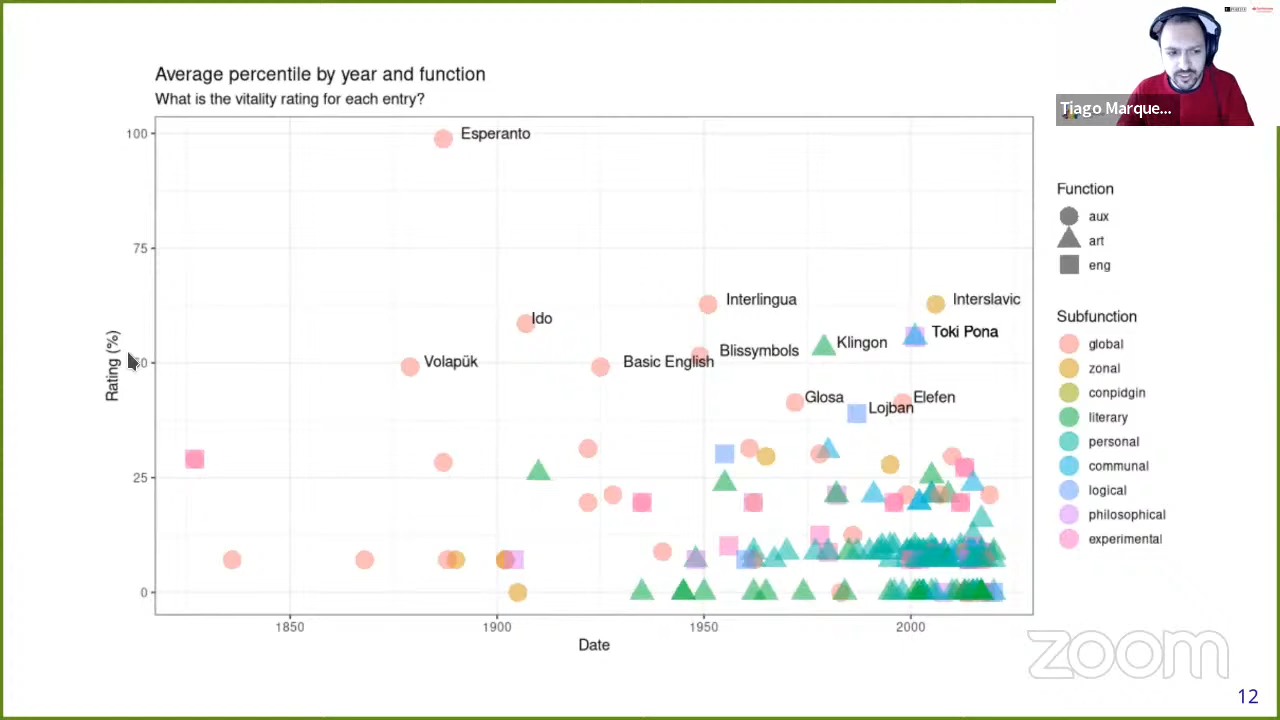 Average percentile by year and function
What is the vitality rating for each entry?
Tiago Marque...
100
75
50
25
0
Rating (%)
Esperanto
Interlingua
Interslavic
Ido
Toki Pona
Klingon
Blissymbols
Volapük
Basic English
Glosa
Elefen
Lojban
1850
1900
1950
2000
Date
Function
aux
art
eng
Subfunction
global
zonal
conpidgin
literary
personal
communal
logical
philosophical
experimental
zoom
12